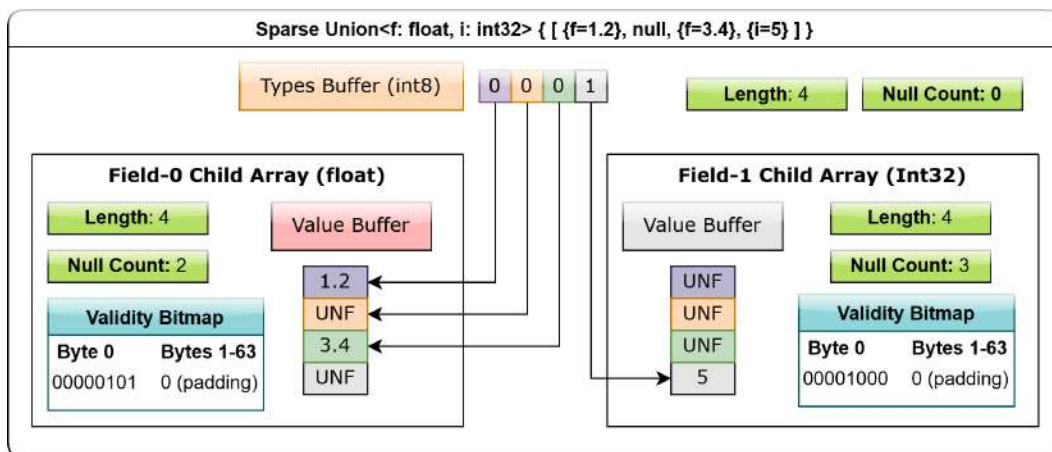 Sparse Union<f: float, i: int32> { [ {f=1.2}, null, {f=3.4}, {i=5} ] }
Types Buffer (int8)
0 0 0 1
Length: 4
Null Count: 0
Field-0 Child Array (float)
Length: 4
Null Count: 2
Value Buffer
1.2
UNF
3.4
UNF
Validity Bitmap
Byte 0 Bytes 1-63
00000101 0 (padding)
Field-1 Child Array (Int32)
Value Buffer
UNF
UNF
UNF
5
Length: 4
Null Count: 3
Validity Bitmap
Byte 0 Bytes 1-63
00001000 0 (padding)